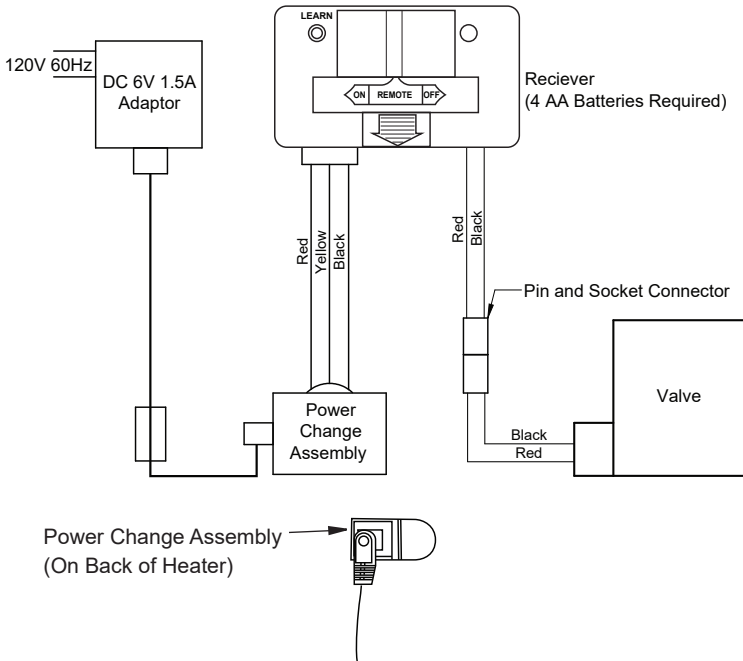 LEARN
120V 60Hz
DC 6V 1.5A
Adaptor
ON REMOTE OFF
Reciever
(4 AA Batteries Required)
Red
Yellow
Black
Red
Black
Pin and Socket Connector
Valve
Black
Red
Power
Change
Assembly
Power Change Assembly
(On Back of Heater)